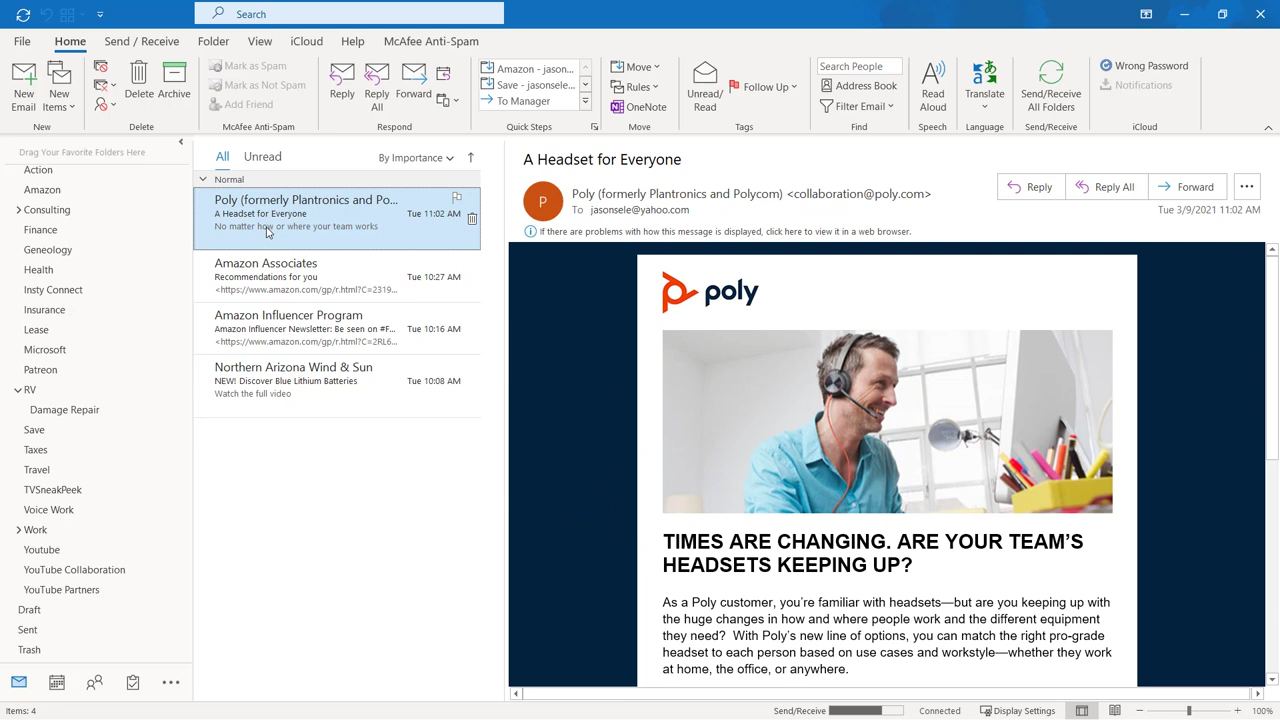 Search
File Home Send / Receive Folder View iCloud Help McAfee Anti-Spam
New Email
New Items
Delete
Archive
Mark as Spam
Mark as Not Spam
Add Friend
Reply
Reply All
Forward
Amazon - jason...
Save - jasonsele...
To Manager
Move
Rules
OneNote
Unread/ Read
Follow Up
Search People
Address Book
Filter Email
Read Aloud
Translate
Send/Receive All Folders
Wrong Password
Notifications
New Delete McAfee Anti-Spam Respond Quick Steps Move Tags Find Speech Language Send/Receive iCloud
Drag Your Favorite Folders Here
Action
Amazon
Consulting
Finance
Geneology
Health
Insty Connect
Insurance
Lease
Microsoft
Patreon
RV
Damage Repair
Save
Taxes
Travel
TVSneakPeek
Voice Work
Work
Youtube
YouTube Collaboration
YouTube Partners
Draft
Sent
Trash
All Unread By Importance
Normal
Poly (formerly Plantronics and Po...
A Headset for Everyone Tue 11:02 AM
No matter how or where your team works
Amazon Associates
Recommendations for you Tue 10:27 AM
<https://www.amazon.com/gp/r.html?C=2319...
Amazon Influencer Program
Amazon Influencer Newsletter: Be seen on #F... Tue 10:16 AM
<https://www.amazon.com/gp/r.html?C=2RL6...
Northern Arizona Wind & Sun
NEW! Discover Blue Lithium Batteries Tue 10:08 AM
Watch the full video
A Headset for Everyone
P
Poly (formerly Plantronics and Polycom) <collaboration@poly.com>
To jasonsele@yahoo.com
Reply Reply All Forward
Tue 3/9/2021 11:02 AM
If there are problems with how this message is displayed, click here to view it in a web browser.
poly
TIMES ARE CHANGING. ARE YOUR TEAM'S
HEADSETS KEEPING UP?
As a Poly customer, you're familiar with headsets—but are you keeping up with
the huge changes in how and where people work and the different equipment
they need? With Poly's new line of options, you can match the right pro-grade
headset to each person based on use cases and workstyle—whether they work
at home, the office, or anywhere.
Items: 4 Send/Receive Connected Display Settings 100%